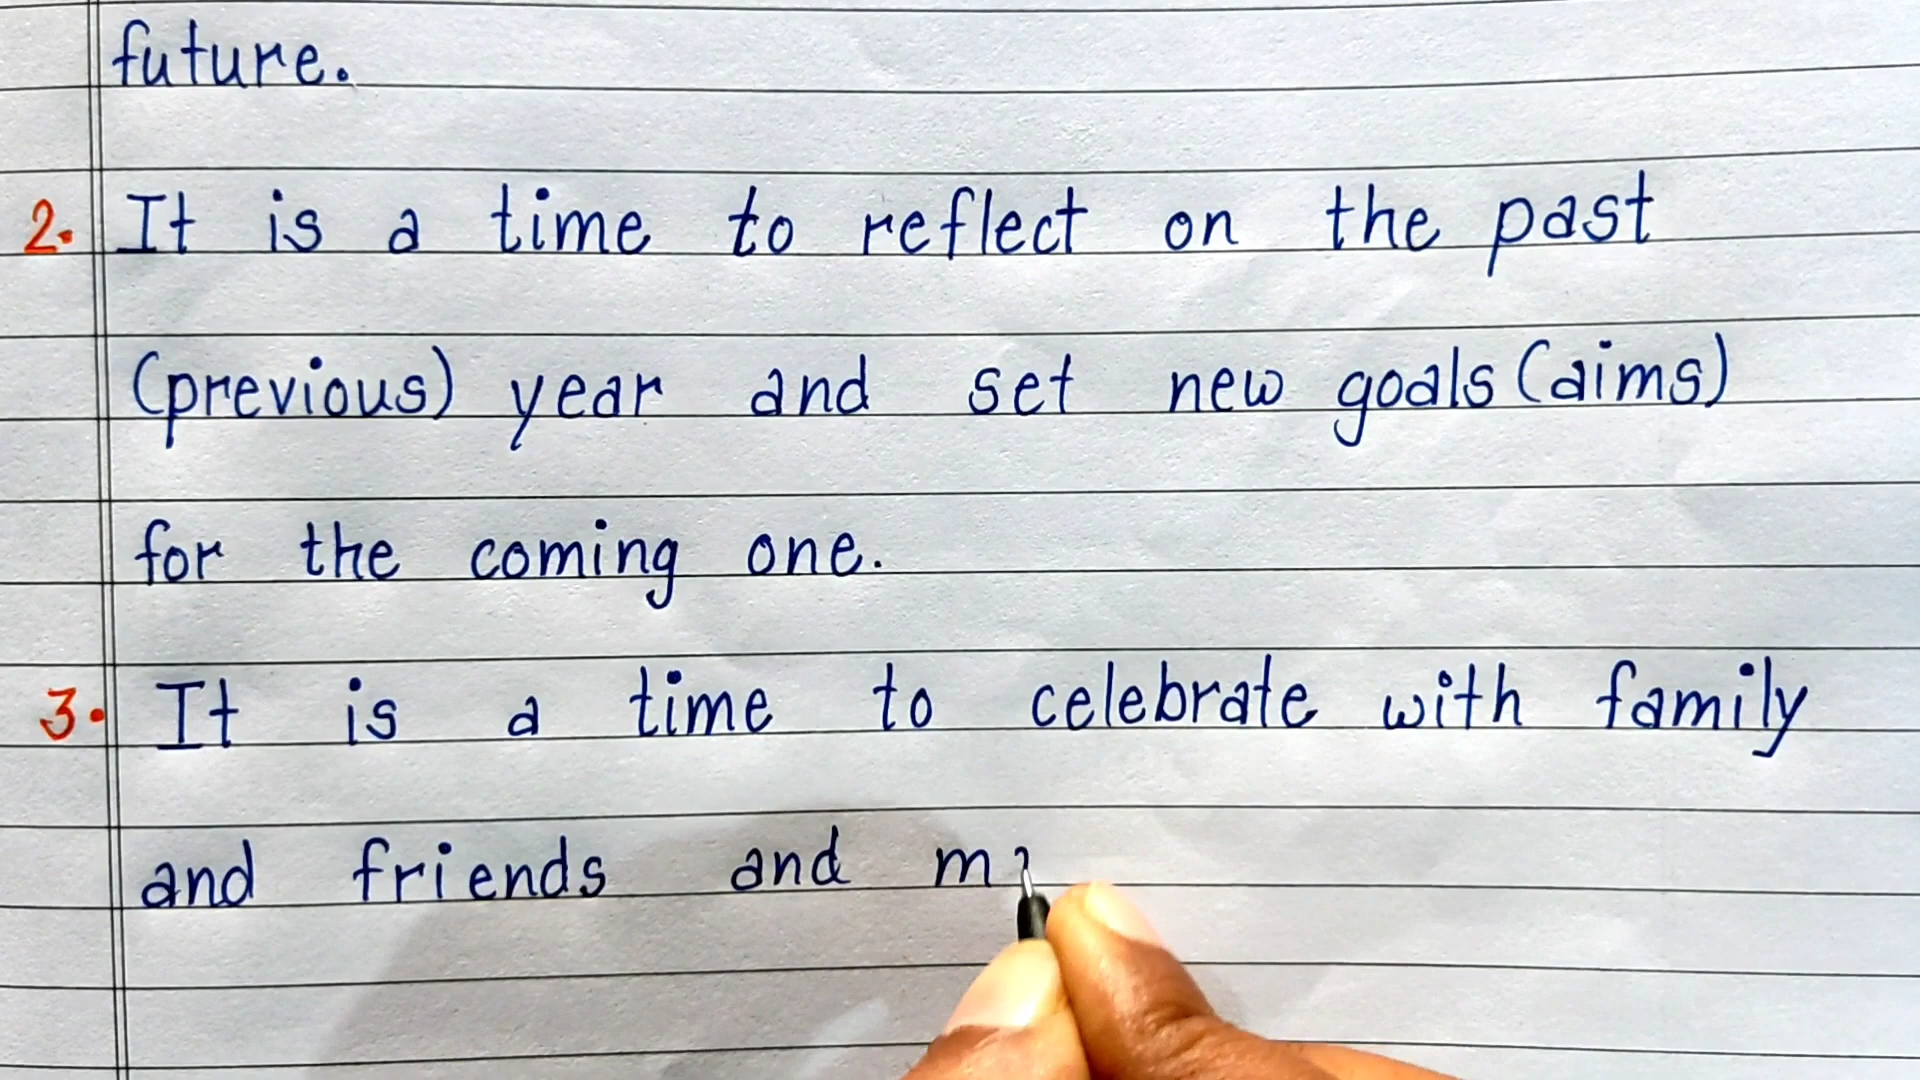 future.
2. It is a time to reflect on the past
(previous) year and set new goals (aims)
for the coming one.
3. It is a time to celebrate with family
and friends and